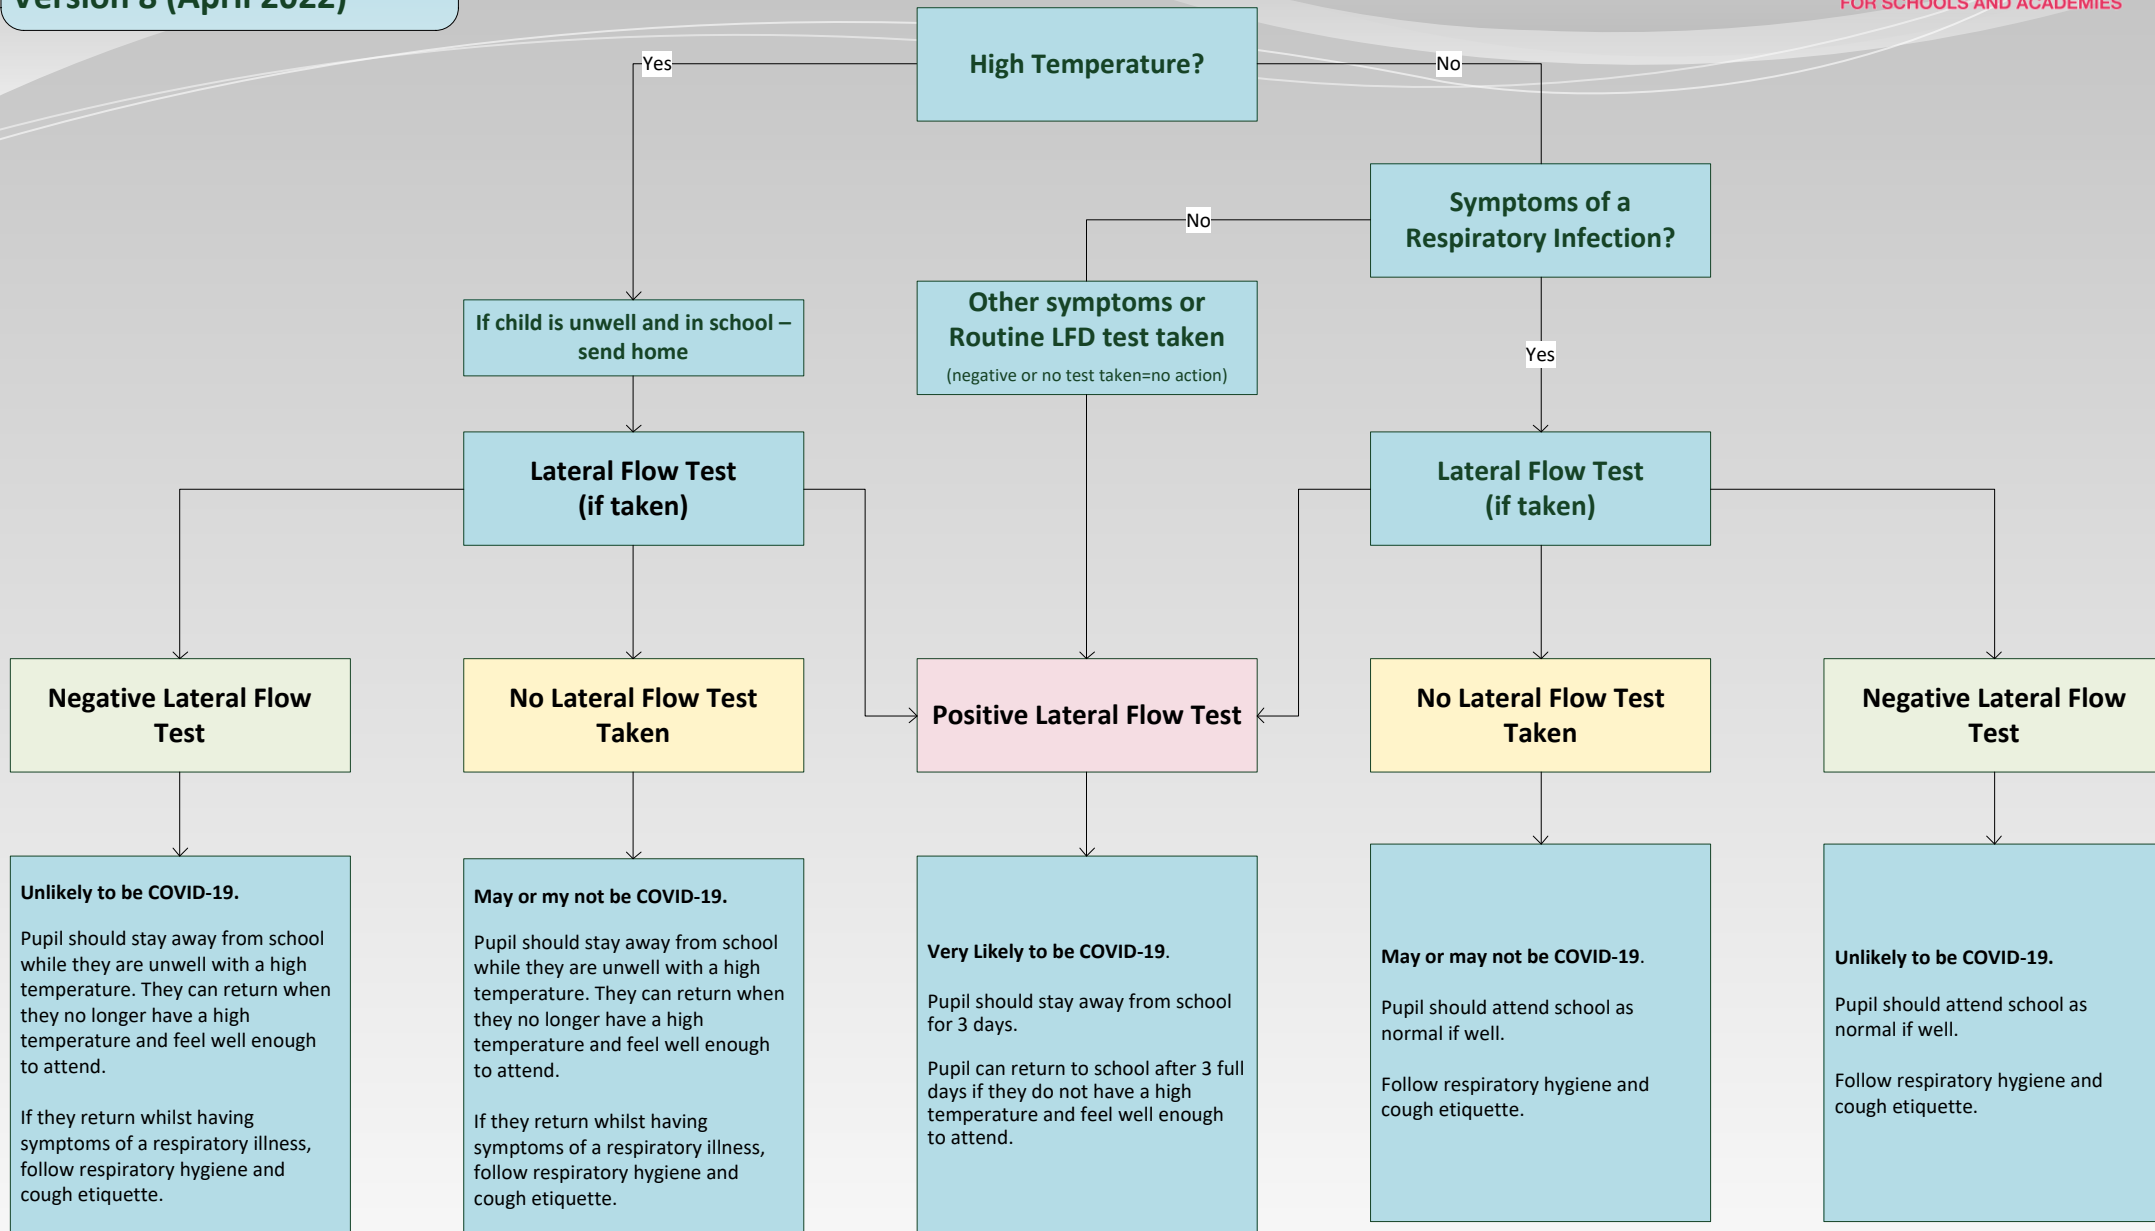 Version 8 (April 2022)
FOR SCHOOLS AND ACADEMIES
High Temperature?
Yes
No
Symptoms of a
Respiratory Infection?
No
Yes
If child is unwell and in school –
send home
Other symptoms or
Routine LFD test taken
(negative or no test taken=no action)
Lateral Flow Test
(if taken)
Lateral Flow Test
(if taken)
Negative Lateral Flow
Test
No Lateral Flow Test
Taken
Positive Lateral Flow Test
No Lateral Flow Test
Taken
Negative Lateral Flow
Test
Unlikely to be COVID-19.
Pupil should stay away from school
while they are unwell with a high
temperature. They can return when
they no longer have a high
temperature and feel well enough
to attend.
If they return whilst having
symptoms of a respiratory illness,
follow respiratory hygiene and
cough etiquette.
May or my not be COVID-19.
Pupil should stay away from school
while they are unwell with a high
temperature. They can return when
they no longer have a high
temperature and feel well enough
to attend.
If they return whilst having
symptoms of a respiratory illness,
follow respiratory hygiene and
cough etiquette.
Very Likely to be COVID-19.
Pupil should stay away from school
for 3 days.
Pupil can return to school after 3 full
days if they do not have a high
temperature and feel well enough
to attend.
May or may not be COVID-19.
Pupil should attend school as
normal if well.
Follow respiratory hygiene and
cough etiquette.
Unlikely to be COVID-19.
Pupil should attend school as
normal if well.
Follow respiratory hygiene and
cough etiquette.